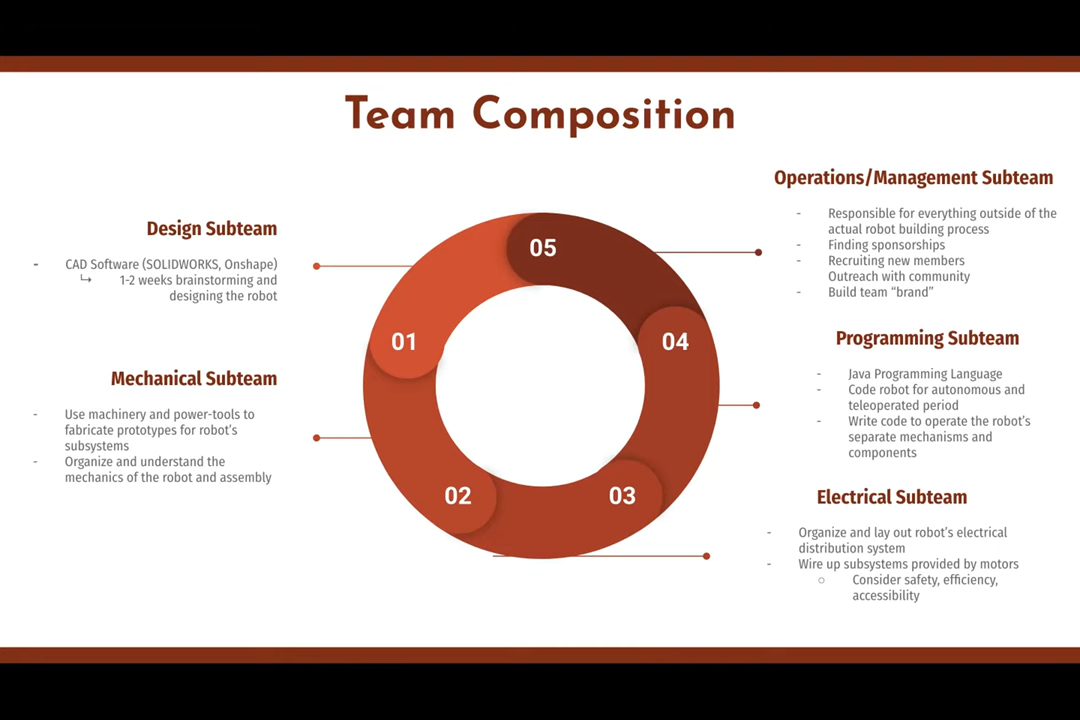 Team Composition
Design Subteam
- CAD Software (SOLIDWORKS, Onshape)
↳ 1-2 weeks brainstorming and
designing the robot
Mechanical Subteam
- Use machinery and power-tools to
fabricate prototypes for robot's
subsystems
- Organize and understand the
mechanics of the robot and assembly
01
02
03
04
05
Operations/Management Subteam
- Responsible for everything outside of the
actual robot building process
- Finding sponsorships
- Recruiting new members
Outreach with community
- Build team “brand”
Programming Subteam
- Java Programming Language
- Code robot for autonomous and
teleoperated period
- Write code to operate the robot's
separate mechanisms and
components
Electrical Subteam
- Organize and lay out robot's electrical
distribution system
- Wire up subsystems provided by motors
○ Consider safety, efficiency,
accessibility